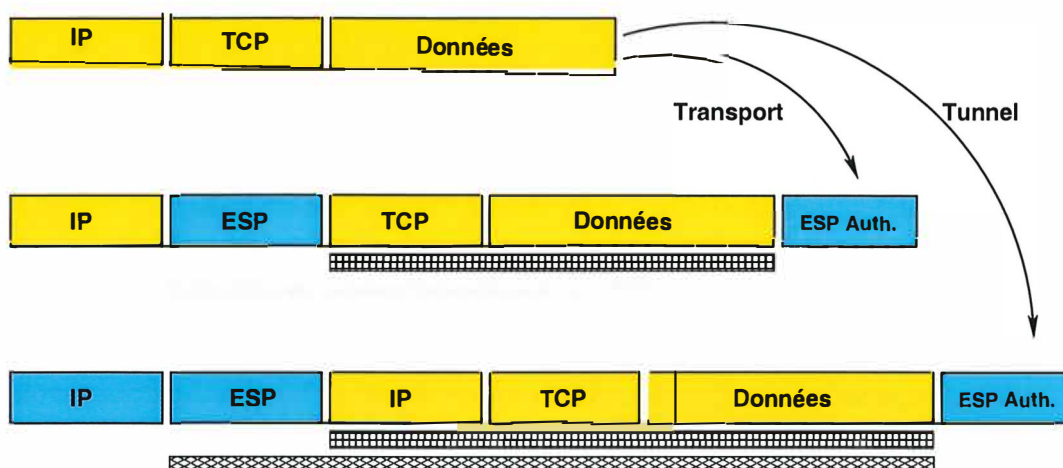 IP TCP Données
Transport Tunnel
IP ESP TCP Données ESP Auth.
IP ESP IP TCP Données ESP Auth.